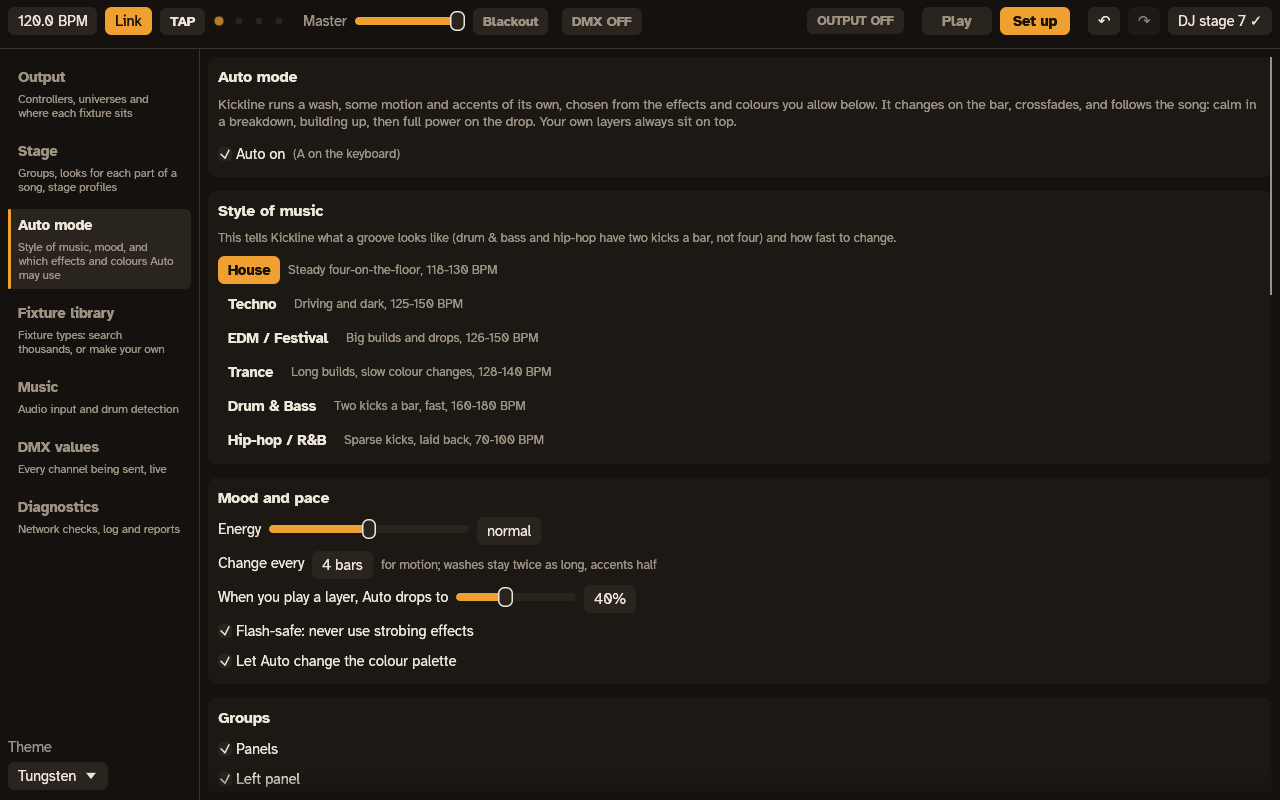 120.0 BPM Link TAP Master Blackout DMX OFF OUTPUT OFF Play Set up ↶ ↷ DJ stage 7 ✓
Output
Controllers, universes and
where each fixture sits
Stage
Groups, looks for each part of a
song, stage profiles
Auto mode
Style of music, mood, and
which effects and colours Auto
may use
Fixture library
Fixture types: search
thousands, or make your own
Music
Audio input and drum detection
DMX values
Every channel being sent, live
Diagnostics
Network checks, log and reports
Theme
Tungsten
Auto mode
Kickline runs a wash, some motion and accents of its own, chosen from the effects and colours you allow below. It changes on the bar, crossfades, and follows the song: calm in
a breakdown, building up, then full power on the drop. Your own layers always sit on top.
Auto on (A on the keyboard)
Style of music
This tells Kickline what a groove looks like (drum & bass and hip-hop have two kicks a bar, not four) and how fast to change.
House Steady four-on-the-floor, 118-130 BPM
Techno Driving and dark, 125-150 BPM
EDM / Festival Big builds and drops, 126-150 BPM
Trance Long builds, slow colour changes, 128-140 BPM
Drum & Bass Two kicks a bar, fast, 160-180 BPM
Hip-hop / R&B Sparse kicks, laid back, 70-100 BPM
Mood and pace
Energy normal
Change every 4 bars for motion; washes stay twice as long, accents half
When you play a layer, Auto drops to 40%
Flash-safe: never use strobing effects
Let Auto change the colour palette
Groups
Panels
Left panel